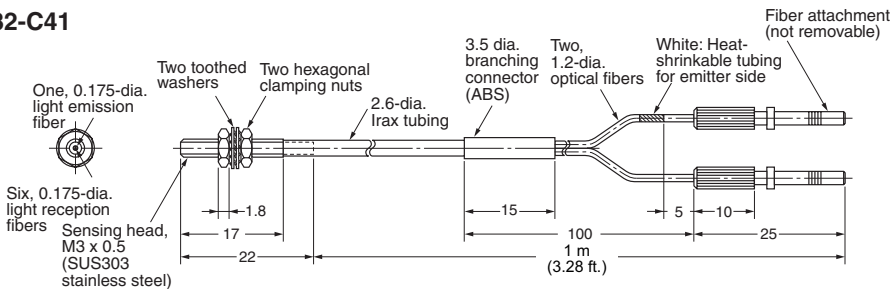 32-C41
One, 0.175-dia.
light emission
fiber
Six, 0.175-dia.
light reception
fibers
Sensing head,
M3 x 0.5
(SUS303
stainless steel)
Two toothed
washers
Two hexagonal
clamping nuts
2.6-dia.
Irax tubing
3.5 dia.
branching
connector
(ABS)
Two,
1.2-dia.
optical fibers
White: Heat-
shrinkable tubing
for emitter side
Fiber attachment
(not removable)
1.8
17
22
15
100
5
10
25
1 m
(3.28 ft.)